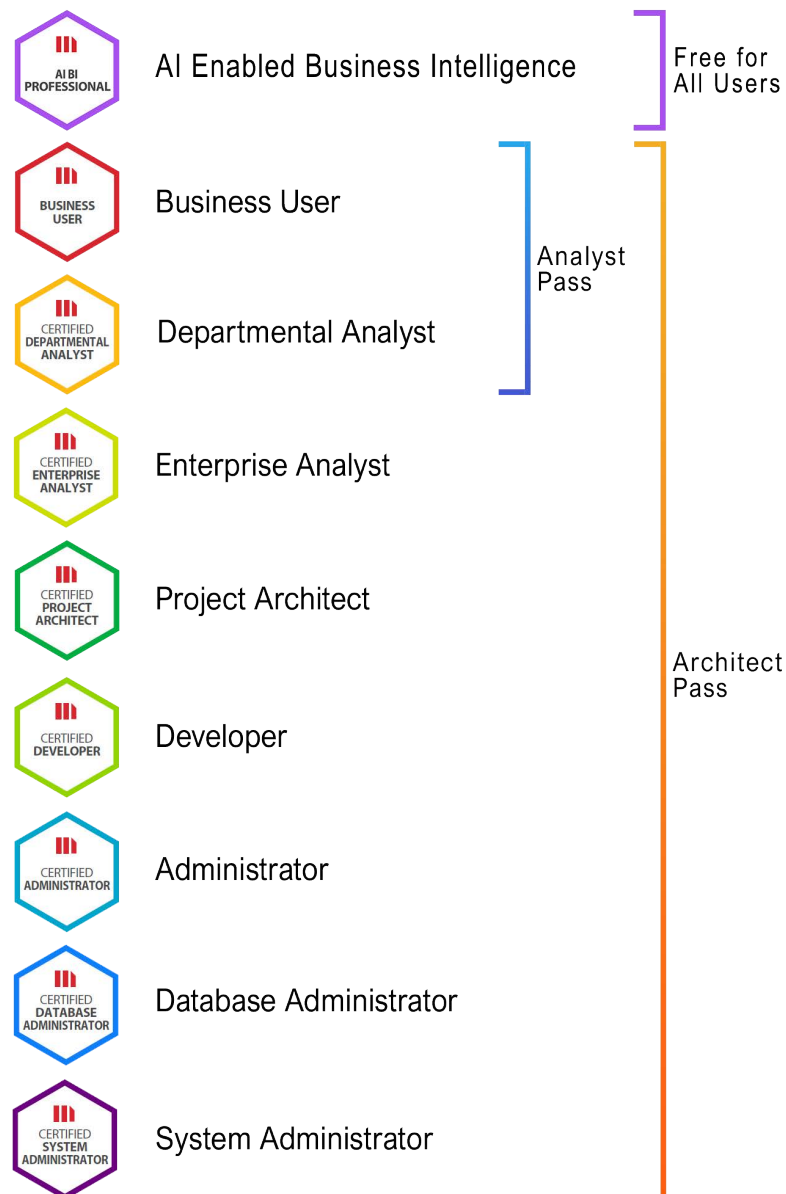 AI BI
PROFESSIONAL
AI Enabled Business Intelligence
Free for
All Users
BUSINESS
USER
Business User
Analyst
Pass
CERTIFIED
DEPARTMENTAL
ANALYST
Departmental Analyst
CERTIFIED
ENTERPRISE
ANALYST
Enterprise Analyst
CERTIFIED
PROJECT
ARCHITECT
Project Architect
Architect
Pass
CERTIFIED
DEVELOPER
Developer
CERTIFIED
ADMINISTRATOR
Administrator
CERTIFIED
DATABASE
ADMINISTRATOR
Database Administrator
CERTIFIED
SYSTEM
ADMINISTRATOR
System Administrator